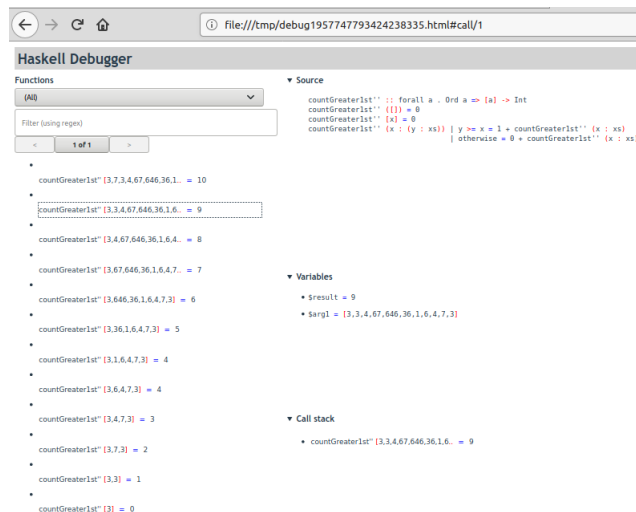 file:///tmp/debug1957747793424238335.html#call/1
Haskell Debugger
Functions
(All)
Filter (using regex)
< 1 of 1 >
countGreater1st'' [3,7,3,4,67,646,36,1.. = 10
countGreater1st'' [3,3,4,67,646,36,1,6.. = 9
countGreater1st'' [3,4,67,646,36,1,6,4.. = 8
countGreater1st'' [3,67,646,36,1,6,4,7.. = 7
countGreater1st'' [3,646,36,1,6,4,7,3] = 6
countGreater1st'' [3,36,1,6,4,7,3] = 5
countGreater1st'' [3,1,6,4,7,3] = 4
countGreater1st'' [3,6,4,7,3] = 4
countGreater1st'' [3,4,7,3] = 3
countGreater1st'' [3,7,3] = 2
countGreater1st'' [3,3] = 1
countGreater1st'' [3] = 0
▼ Source
countGreater1st'' :: forall a . Ord a => [a] -> Int
countGreater1st'' ([]) = 0
countGreater1st'' [x] = 0
countGreater1st'' (x : (y : xs)) | y >= x = 1 + countGreater1st'' (x : xs)
| otherwise = 0 + countGreater1st'' (x : xs
▼ Variables
• $result = 9
• $arg1 = [3,3,4,67,646,36,1,6,4,7,3]
▼ Call stack
• countGreater1st'' [3,3,4,67,646,36,1,6.. = 9